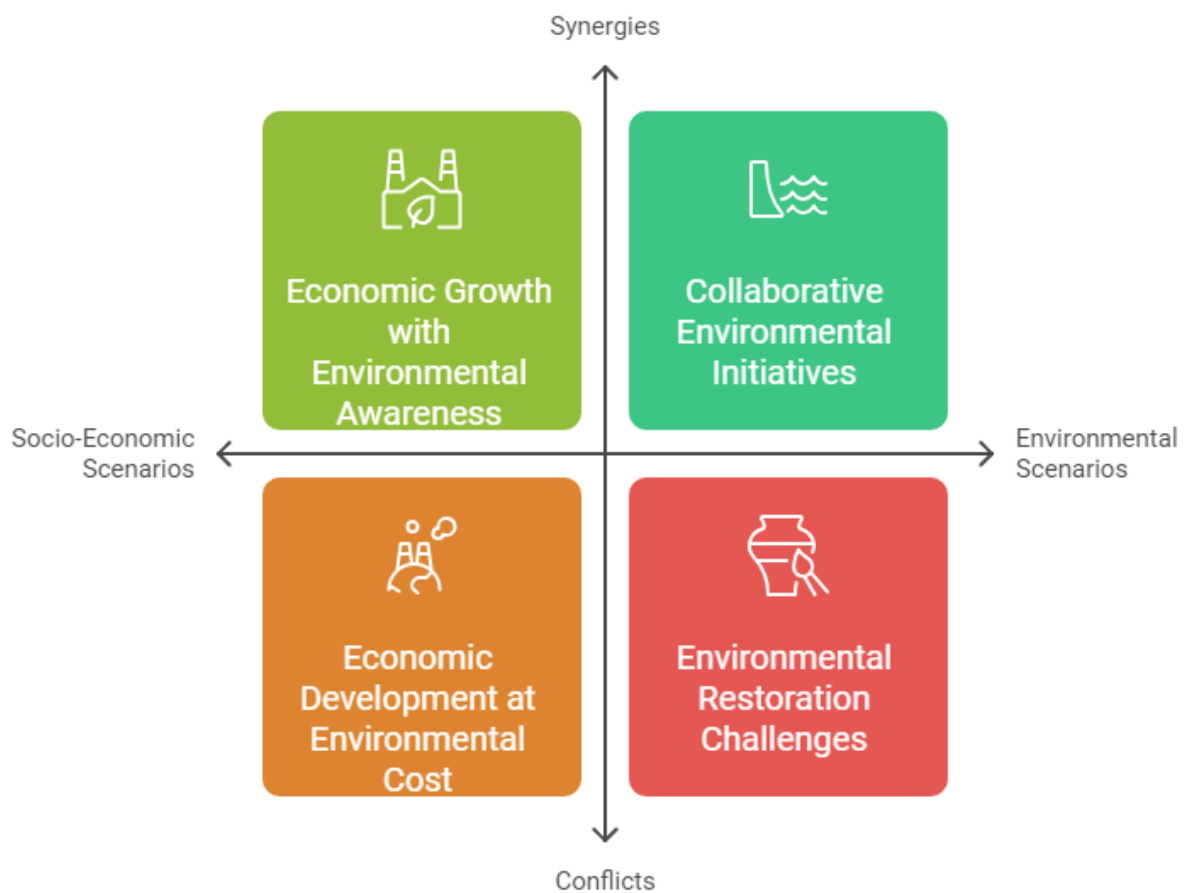 Synergies
Economic Growth
with
Environmental
Awareness
Collaborative
Environmental
Initiatives
Socio-Economic
Scenarios
Environmental
Scenarios
Economic
Development at
Environmental
Cost
Environmental
Restoration
Challenges
Conflicts